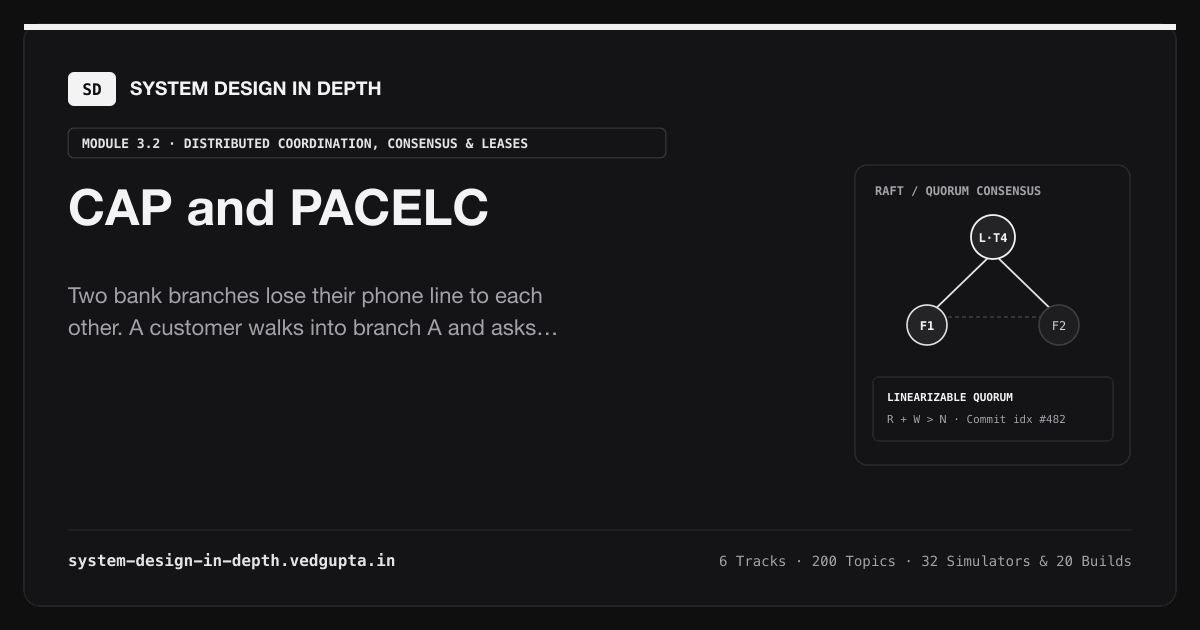 SD
SYSTEM DESIGN IN DEPTH
MODULE 3.2 · DISTRIBUTED COORDINATION, CONSENSUS & LEASES
CAP and PACELC
Two bank branches lose their phone line to each
other. A customer walks into branch A and asks…
RAFT / QUORUM CONSENSUS
L·T4
F1
F2
LINEARIZABLE QUORUM
R + W > N · Commit idx #482
system-design-in-depth.vedgupta.in
6 Tracks · 200 Topics · 32 Simulators & 20 Builds